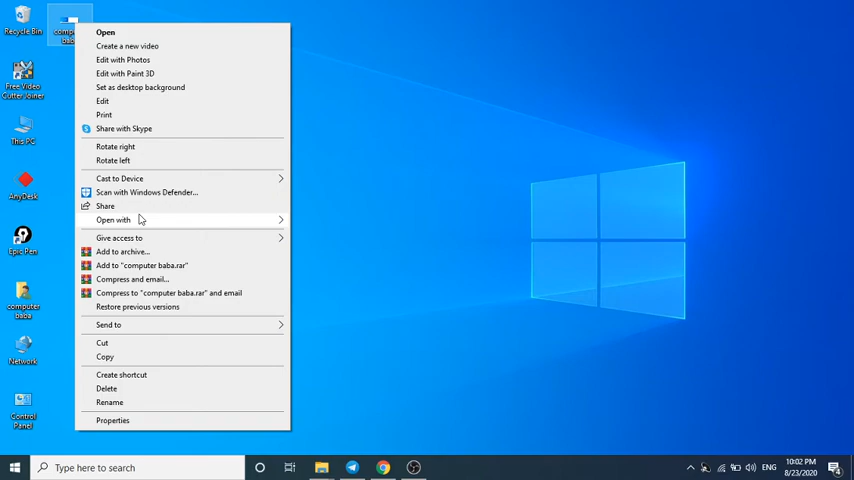 Recycle Bin
Free Video
Cutter Joiner
This PC
AnyDesk
Epic Pen
computer
baba
Network
Control
Panel
Open
Create a new video
Edit with Photos
Edit with Paint 3D
Set as desktop background
Edit
Print
Share with Skype
Rotate right
Rotate left
Cast to Device
Scan with Windows Defender...
Share
Open with
Give access to
Add to archive...
Add to "computer baba.rar"
Compress and email...
Compress to "computer baba.rar" and email
Restore previous versions
Send to
Cut
Copy
Create shortcut
Delete
Rename
Properties
Type here to search
ENG
10:02 PM
8/23/2020
4